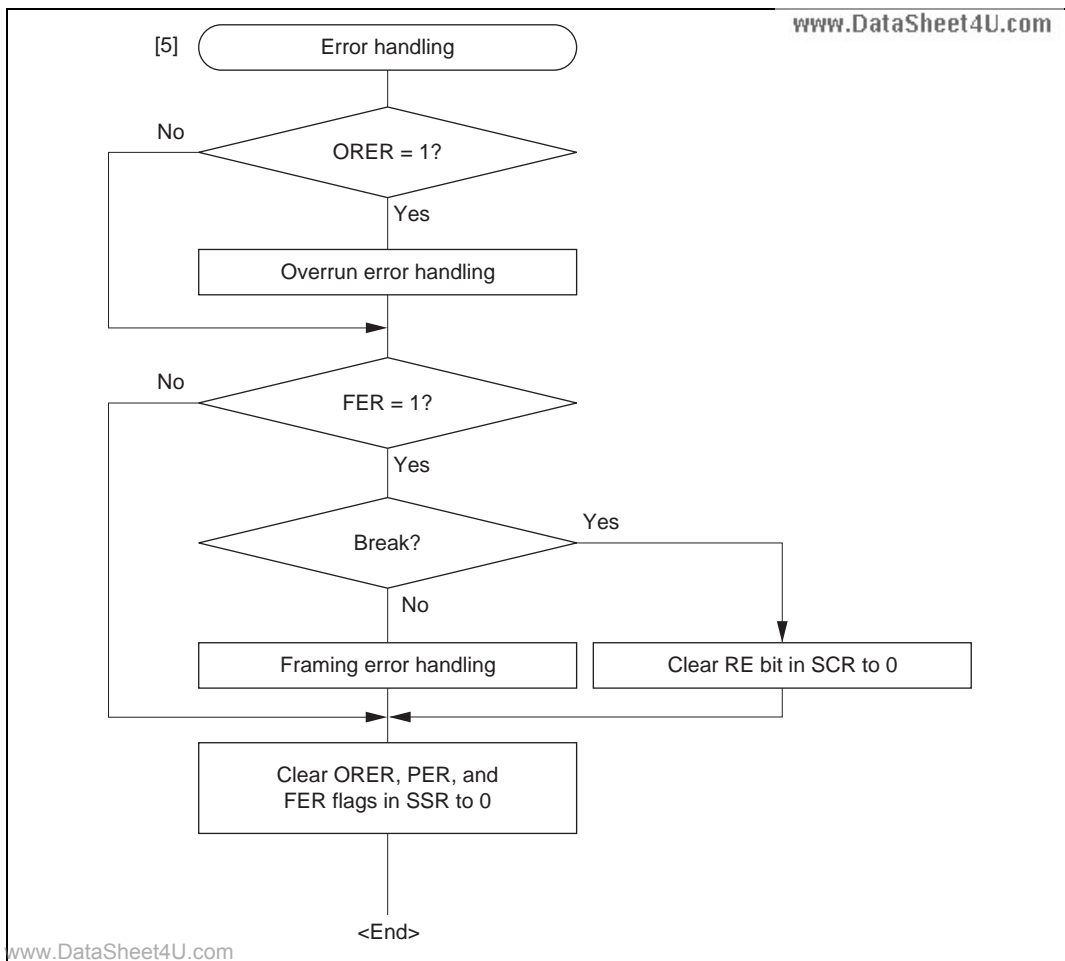 www.DataSheet4U.com
[5]
Error handling
No
ORER = 1?
Yes
Overrun error handling
No
FER = 1?
Yes
Break?
Yes
No
Framing error handling
Clear RE bit in SCR to 0
Clear ORER, PER, and
FER flags in SSR to 0
<End>
www.DataSheet4U.com